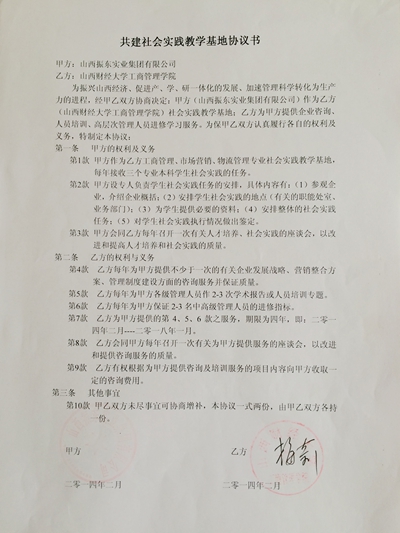 共建社会实践教学基地协议书
甲方：山西振东实业集团有限公司
乙方：山西财经大学工商管理学院
为振兴山西经济、促进产、学、研一体化的发展、加速管理科学转化为生产
力的进程，经甲乙双方协商决定：甲方（山西振东实业集团有限公司）作为乙方
（山西财经大学工商管理学院）社会实践教学基地；乙方为甲方提供企业咨询、
人员培训、高层次管理人员进修学习服务。为保甲乙双方认真履行各自的权利及
义务，特制定本协议：
第一条 甲方的权利及义务
第1款 甲方作为乙方工商管理、市场营销、物流管理专业社会实践教学基地，
每年接收三个专业本科学生社会实践的任务。
第2款 甲方设专人负责学生社会实践任务的安排，具体内容有：（1）参观企
业，介绍企业概括；（2）安排学生社会实践的地点（有关的职能处室、
业务部门）；（3）为学生提供必要的资料；（4）安排整体的社会实践
任务；（5）对学生社会实践执行情况做出鉴定。
第3款 甲方会同乙方每年召开一次有关人才培养、社会实践的座谈会，以改
进和提高人才培养和社会实践的质量。
第二条 乙方的权利与义务
第4款 乙方每年为甲方提供不少于一次的有关企业发展战略、营销整合方
案、管理制度建设方面的咨询服务并保证质量。
第5款 乙方每年为甲方各级管理人员作 2-3 次学术报告或人员培训专题。
第6款 乙方每年为甲方保证 2-3 名中高级管理人员的进修指标。
第7款 乙方为甲方提供的第 4、5、6 款之服务，期限为四年，即：二零一
四年二月----二零一八年一月。
第8款 乙方会同甲方每年召开一次有关为甲方提供服务的座谈会，以改进
和提供咨询服务的质量。
第9款 乙方有权根据为甲方提供咨询及培训服务的项目内容向甲方收取一
定的咨询费用。
第三条 其他事宜
第10款 甲乙双方未尽事宜可协商增补，本协议一式两份，由甲乙双方各持
一份。
甲方 乙方
二零一四年二月 二零一四年二月